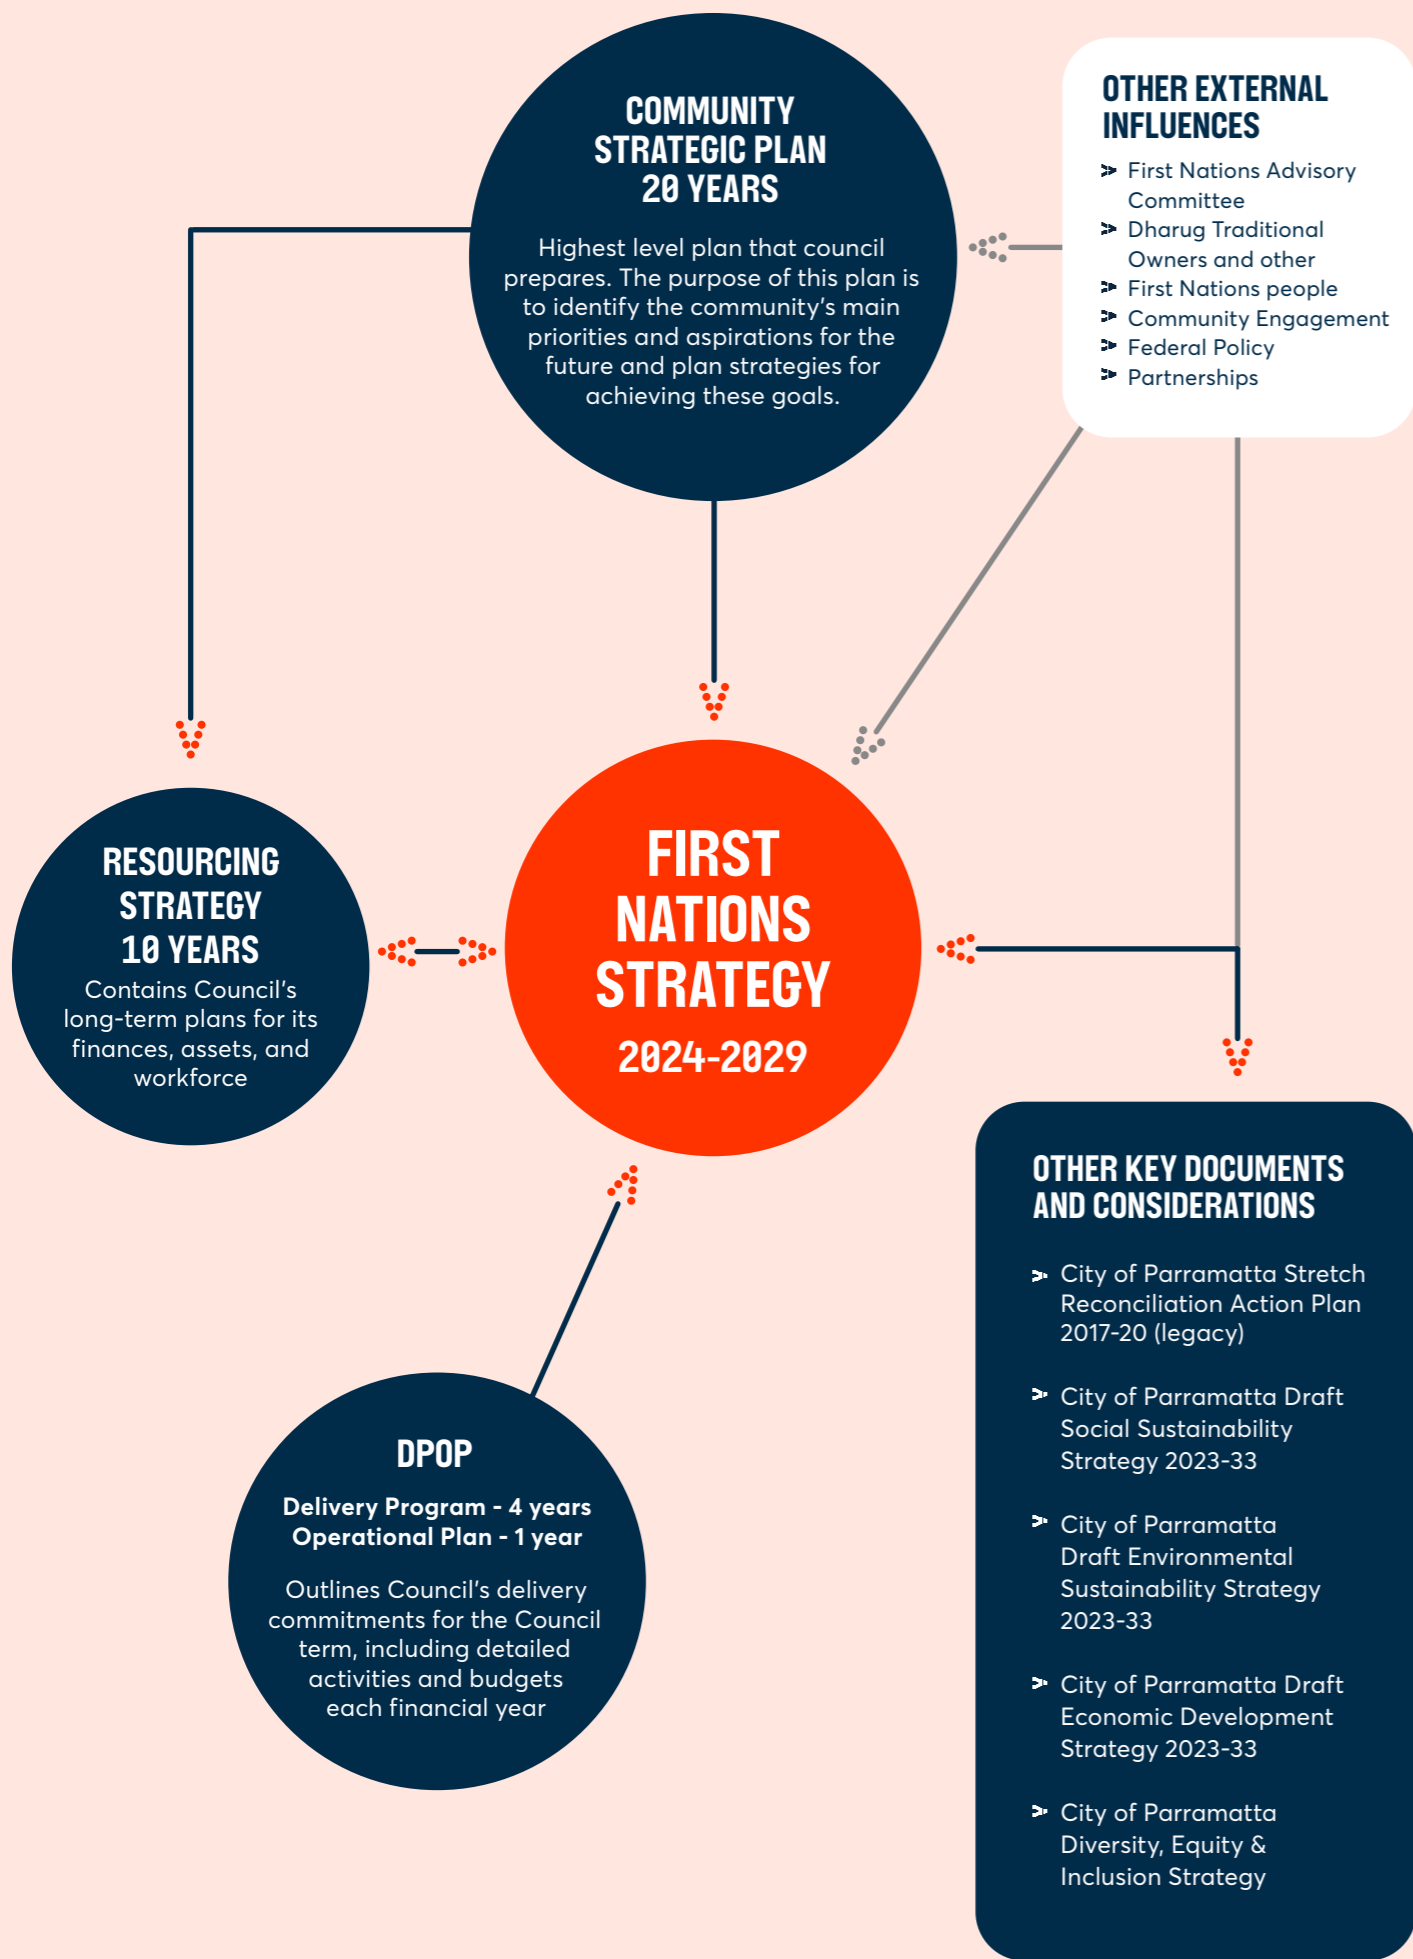 COMMUNITY
STRATEGIC PLAN
20 YEARS
Highest level plan that council
prepares. The purpose of this plan is
to identify the community's main
priorities and aspirations for the
future and plan strategies for
achieving these goals.
OTHER EXTERNAL
INFLUENCES
First Nations Advisory
Committee
Dharug Traditional
Owners and other
First Nations people
Community Engagement
Federal Policy
Partnerships
RESOURCING
STRATEGY
10 YEARS
Contains Council's
long-term plans for its
finances, assets, and
workforce
FIRST
NATIONS
STRATEGY
2024-2029
DPOP
Delivery Program - 4 years
Operational Plan - 1 year
Outlines Council's delivery
commitments for the Council
term, including detailed
activities and budgets
each financial year
OTHER KEY DOCUMENTS
AND CONSIDERATIONS
City of Parramatta Stretch
Reconciliation Action Plan
2017-20 (legacy)
City of Parramatta Draft
Social Sustainability
Strategy 2023-33
City of Parramatta
Draft Environmental
Sustainability Strategy
2023-33
City of Parramatta Draft
Economic Development
Strategy 2023-33
City of Parramatta
Diversity, Equity &
Inclusion Strategy